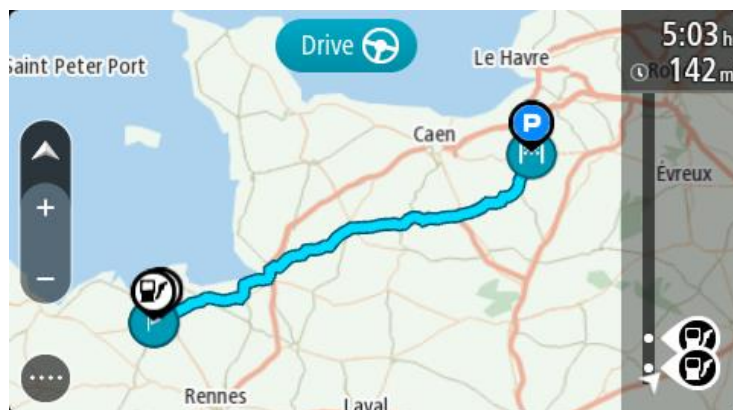 Drive
Saint Peter Port
Le Havre
5:03 h
142 m
P
Caen
Évreux
+
−
Rennes
Laval